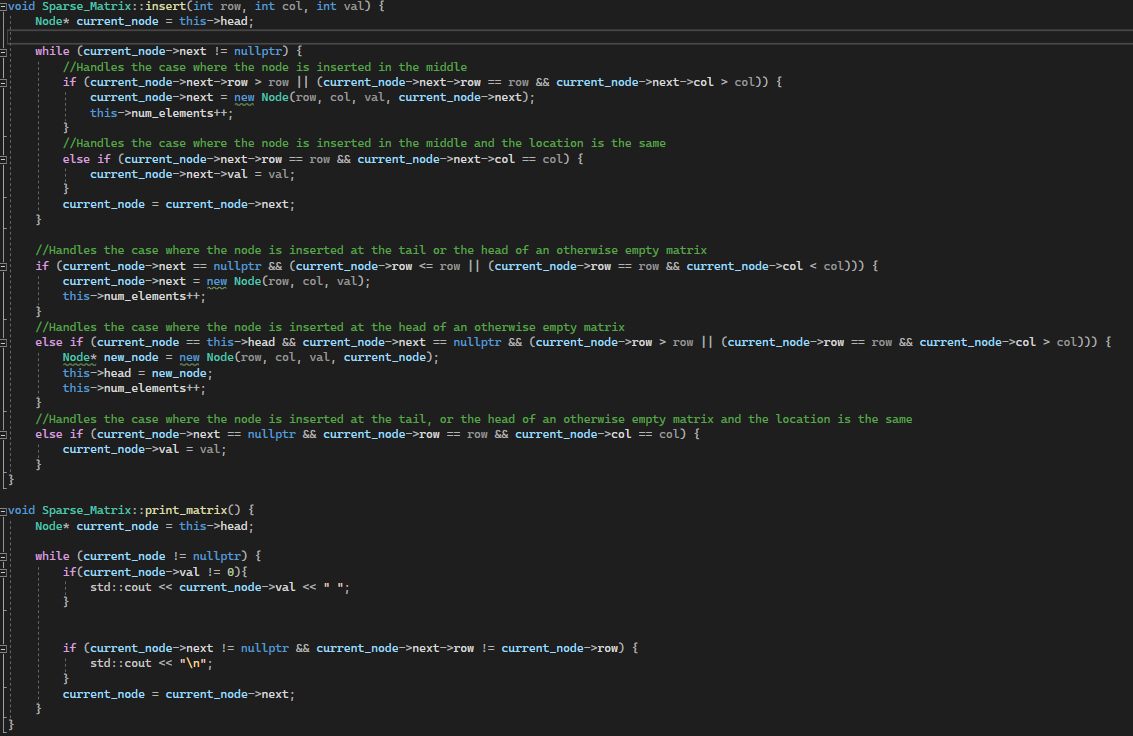 void Sparse_Matrix::insert(int row, int col, int val) {
Node* current_node = this->head;
while (current_node->next != nullptr) {
//Handles the case where the node is inserted in the middle
if (current_node->next->row > row || (current_node->next->row == row && current_node->next->col > col)) {
current_node->next = new Node(row, col, val, current_node->next);
this->num_elements++;
}
//Handles the case where the node is inserted in the middle and the location is the same
else if (current_node->next->row == row && current_node->next->col == col) {
current_node->next->val = val;
}
current_node = current_node->next;
}
//Handles the case where the node is inserted at the tail or the head of an otherwise empty matrix
if (current_node->next == nullptr && (current_node->row <= row || (current_node->row == row && current_node->col < col))) {
current_node->next = new Node(row, col, val);
this->num_elements++;
}
//Handles the case where the node is inserted at the head of an otherwise empty matrix
else if (current_node == this->head && current_node->next == nullptr && (current_node->row > row || (current_node->row == row && current_node->col > col))) {
Node* new_node = new Node(row, col, val, current_node);
this->head = new_node;
this->num_elements++;
}
//Handles the case where the node is inserted at the tail, or the head of an otherwise empty matrix and the location is the same
else if (current_node->next == nullptr && current_node->row == row && current_node->col == col) {
current_node->val = val;
}
}
void Sparse_Matrix::print_matrix() {
Node* current_node = this->head;
while (current_node != nullptr) {
if(current_node->val != 0){
std::cout << current_node->val << " ";
}
if (current_node->next != nullptr && current_node->next->row != current_node->row) {
std::cout << "\n";
}
current_node = current_node->next;
}
}